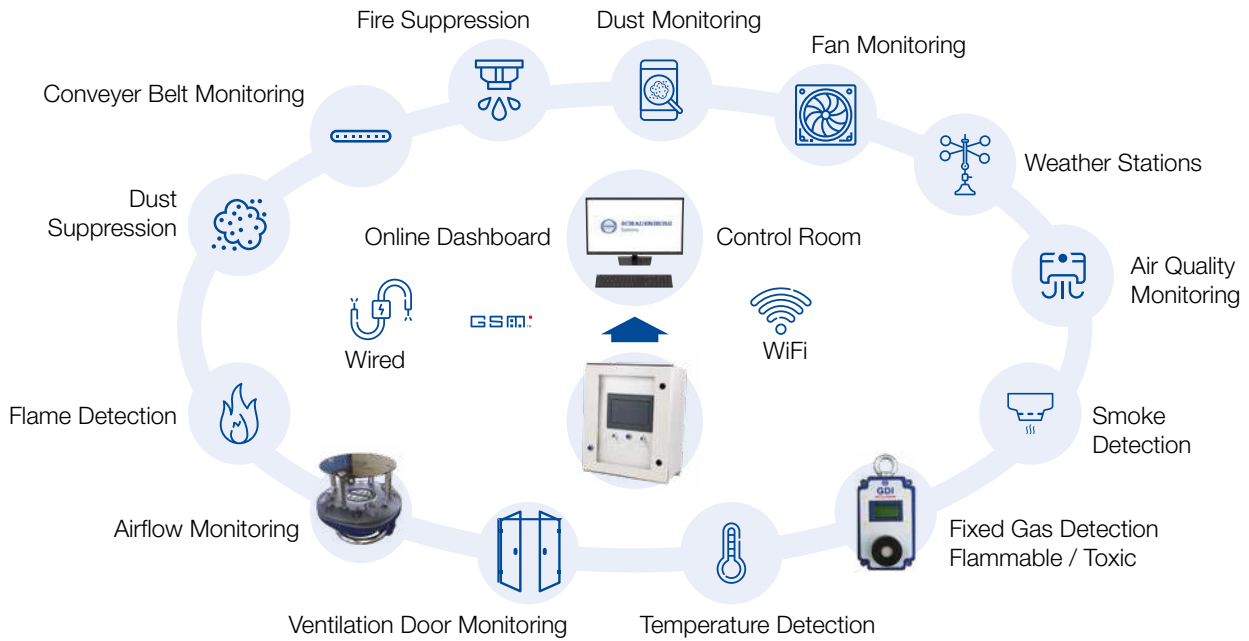 Fire Suppression
Dust Monitoring
Fan Monitoring
Conveyer Belt Monitoring
Weather Stations
Dust
Suppression
Online Dashboard
SCHAUENBURG
Systems
Control Room
Air Quality
Monitoring
Wired
GSM
WiFi
Flame Detection
Smoke
Detection
GDI
Airflow Monitoring
Fixed Gas Detection
Flammable / Toxic
Ventilation Door Monitoring
Temperature Detection